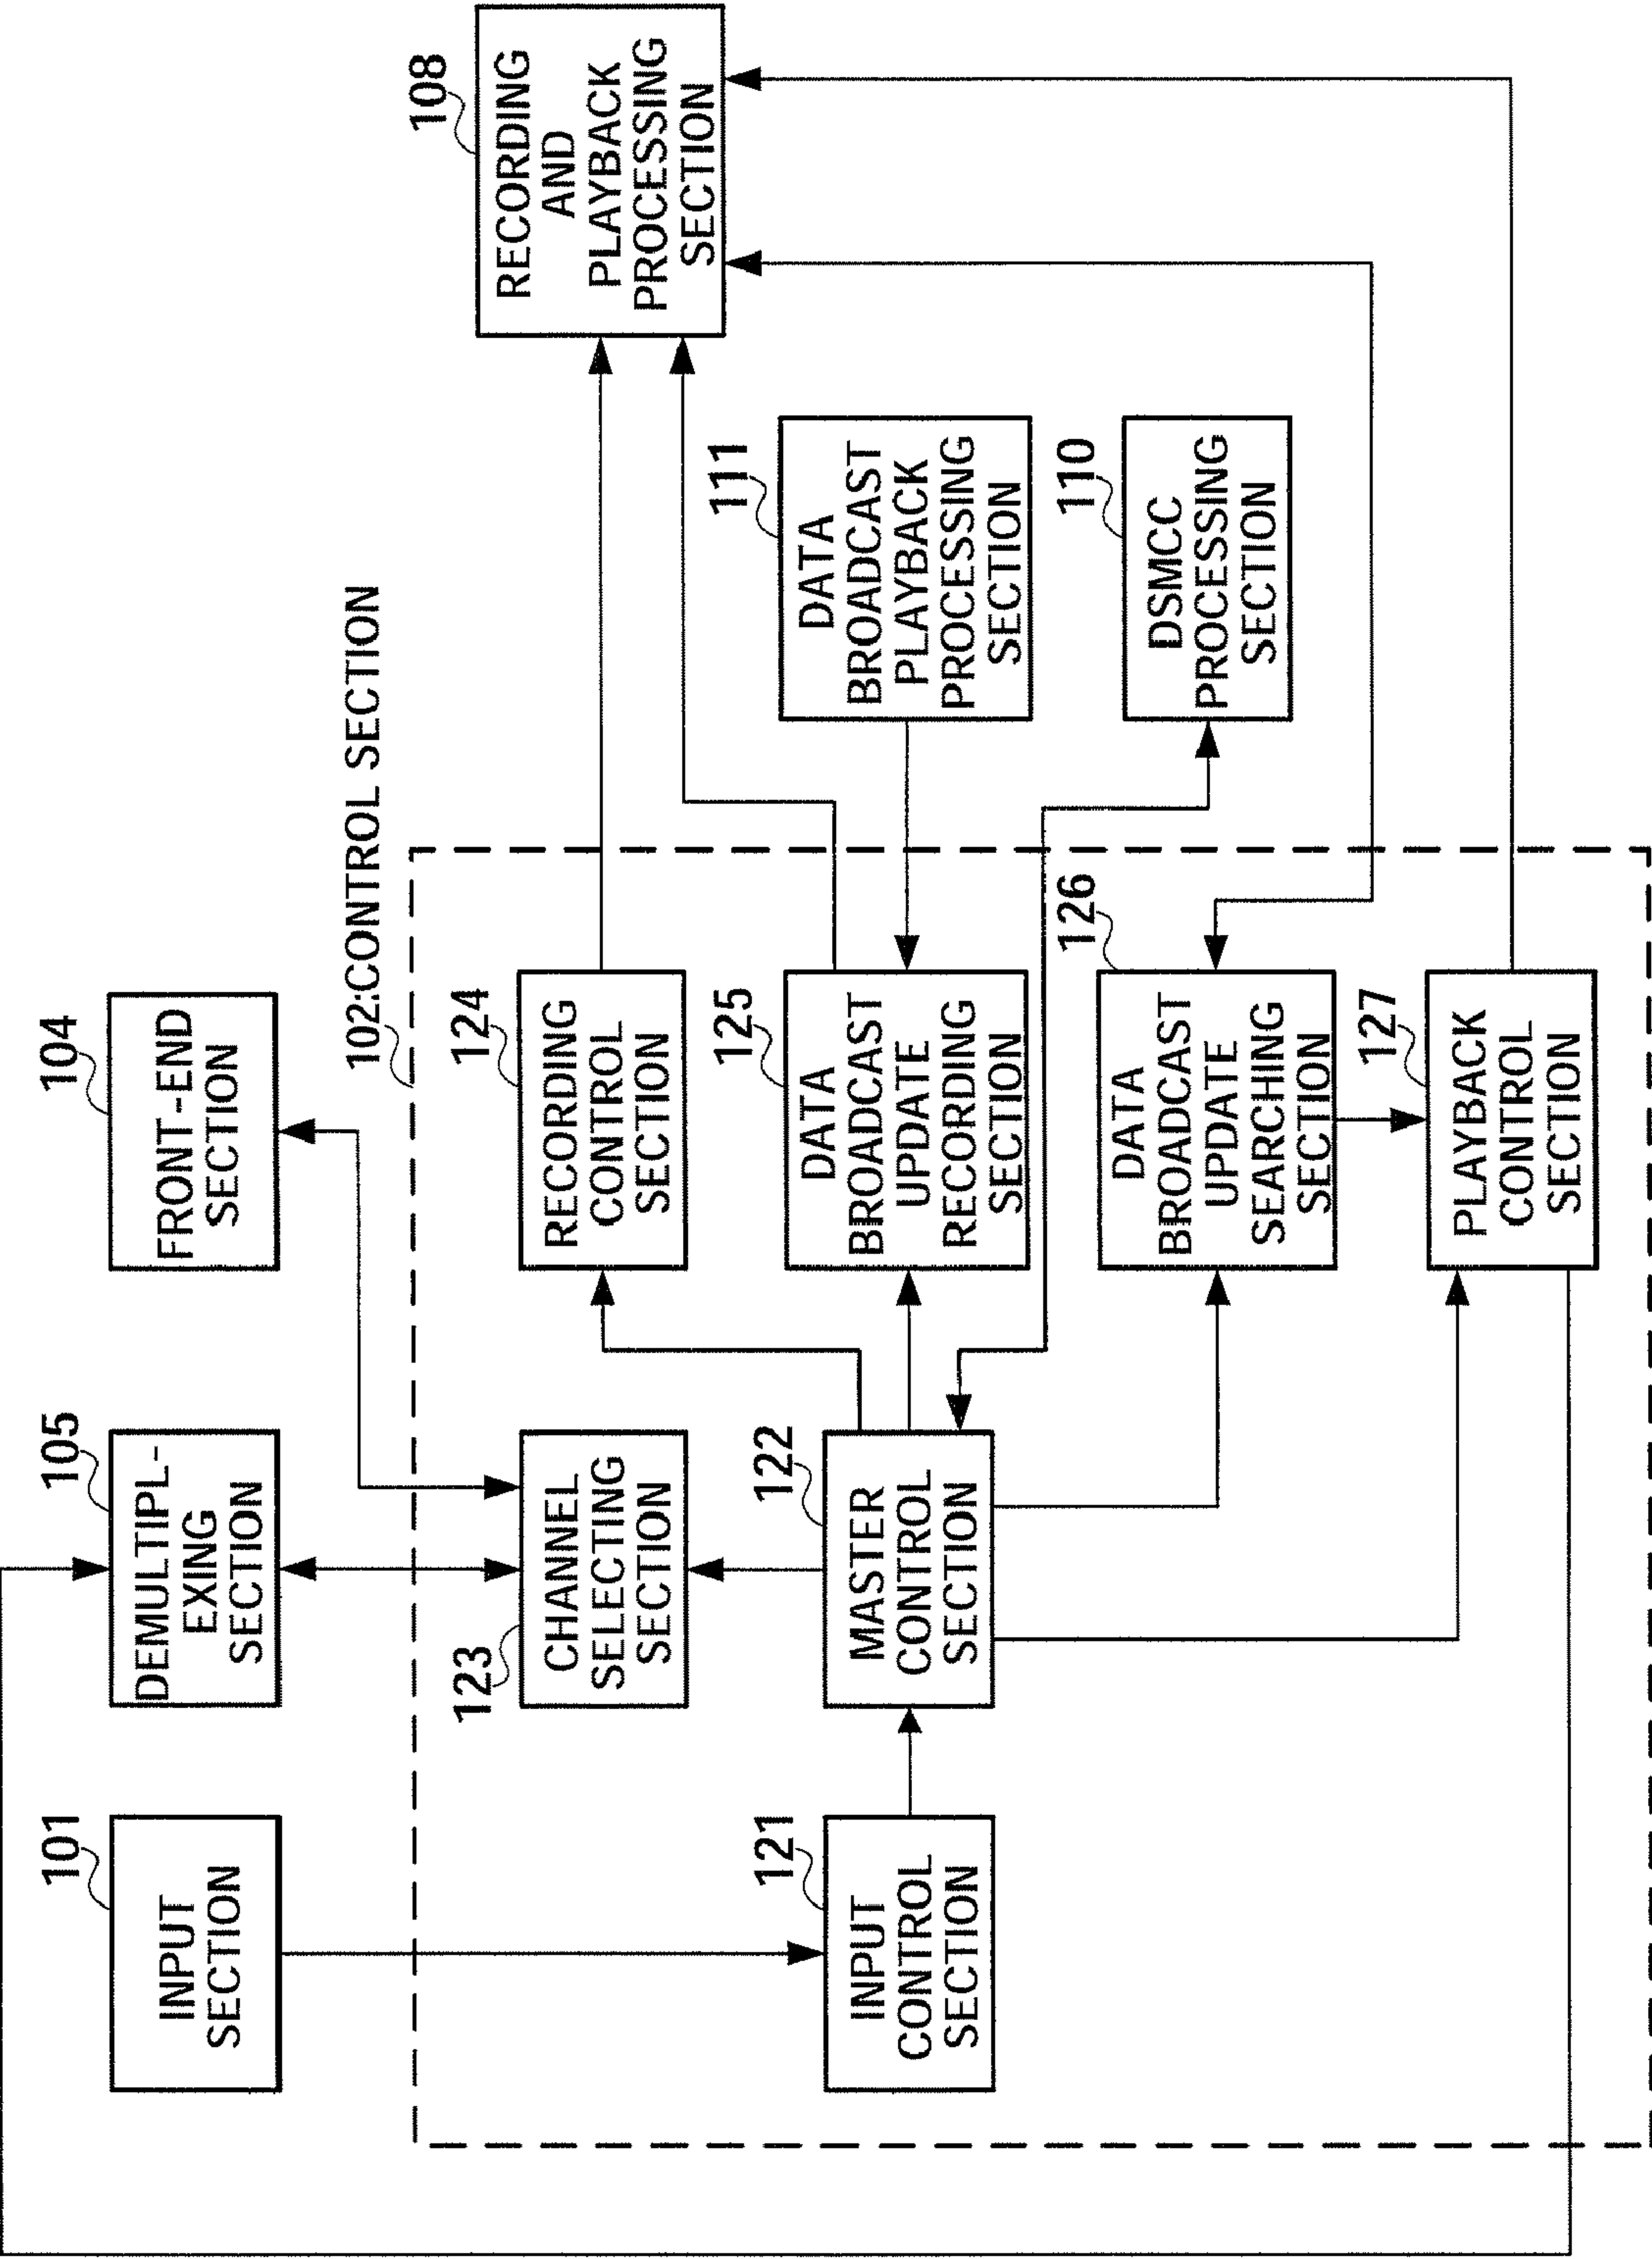 101
INPUT
SECTION
105
DEMULTIPL-
EXING
SECTION
104
FRONT-END
SECTION
102:CONTROL SECTION
108
RECORDING
AND
PLAYBACK
PROCESSING
SECTION
123
CHANNEL
SELECTING
SECTION
124
RECORDING
CONTROL
SECTION
121
INPUT
CONTROL
SECTION
122
MASTER
CONTROL
SECTION
125
DATA
BROADCAST
UPDATE
RECORDING
SECTION
111
DATA
BROADCAST
PLAYBACK
PROCESSING
SECTION
126
DATA
BROADCAST
UPDATE
SEARCHING
SECTION
110
DSMCC
PROCESSING
SECTION
127
PLAYBACK
CONTROL
SECTION